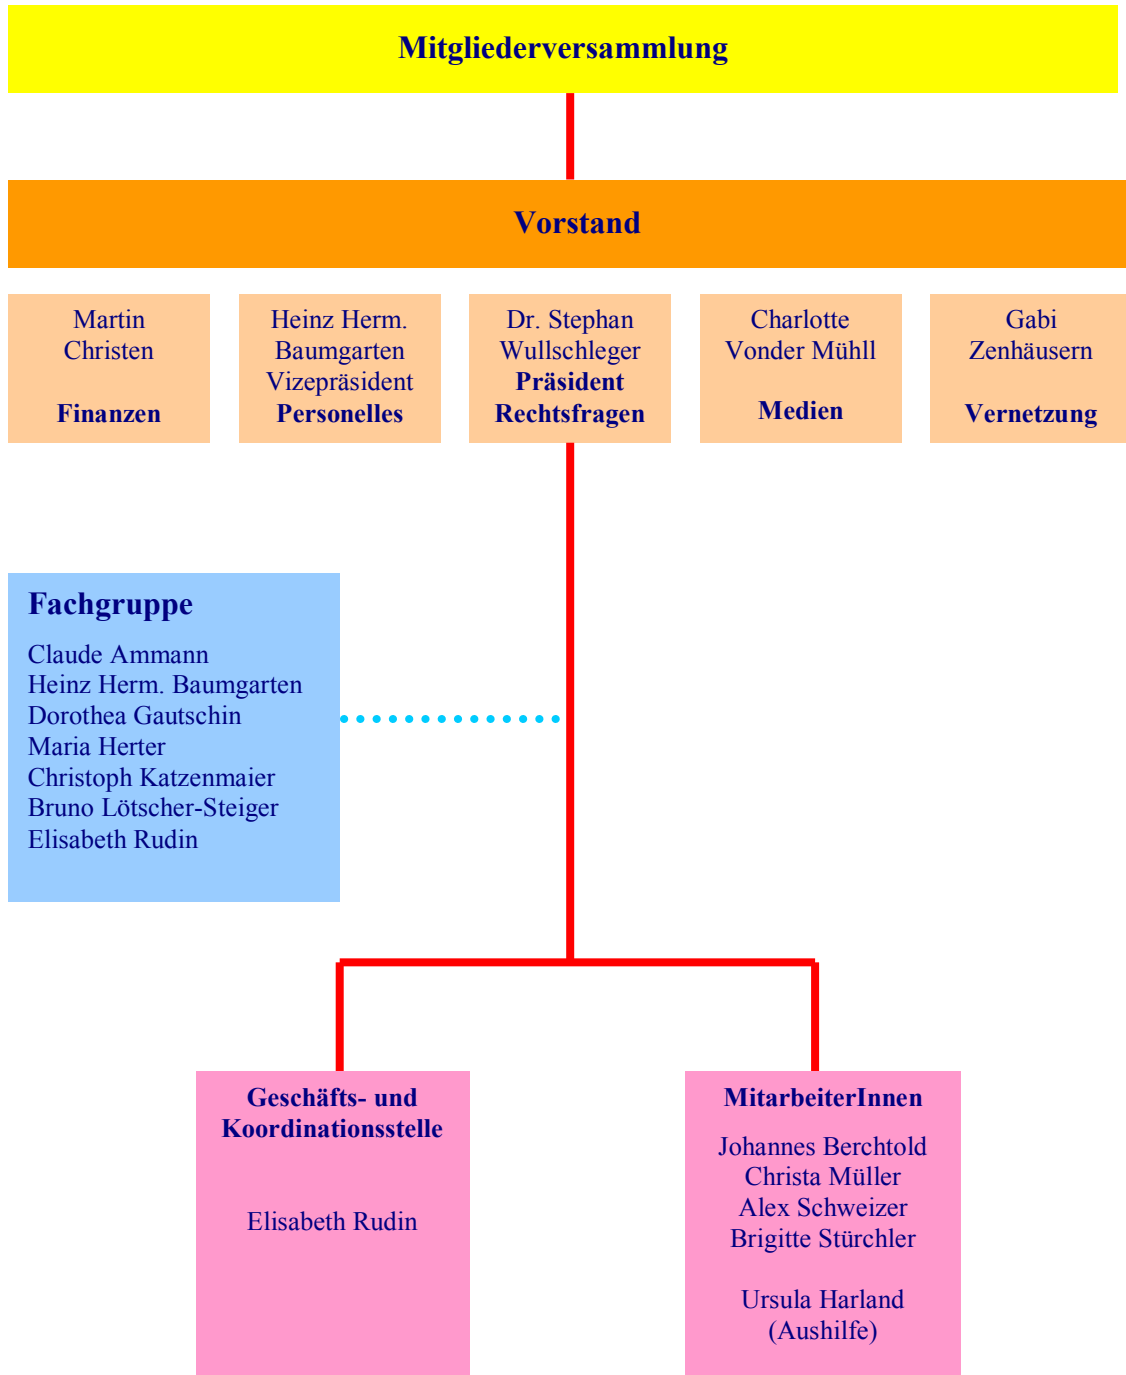 Mitgliederversammlung
Vorstand
Martin
Christen
Finanzen
Heinz Herm.
Baumgarten
Vizepräsident
Personelles
Dr. Stephan
Wullschleger
Präsident
Rechtsfragen
Charlotte
Vonder Mühll
Medien
Gabi
Zenhäusern
Vernetzung
Fachgruppe
Claude Ammann
Heinz Herm. Baumgarten
Dorothea Gautschin
Maria Herter
Christoph Katzenmaier
Bruno Lötscher-Steiger
Elisabeth Rudin
Geschäfts- und
Koordinationsstelle
Elisabeth Rudin
MitarbeiterInnen
Johannes Berchtold
Christa Müller
Alex Schweizer
Brigitte Stürchler
Ursula Harland
(Aushilfe)